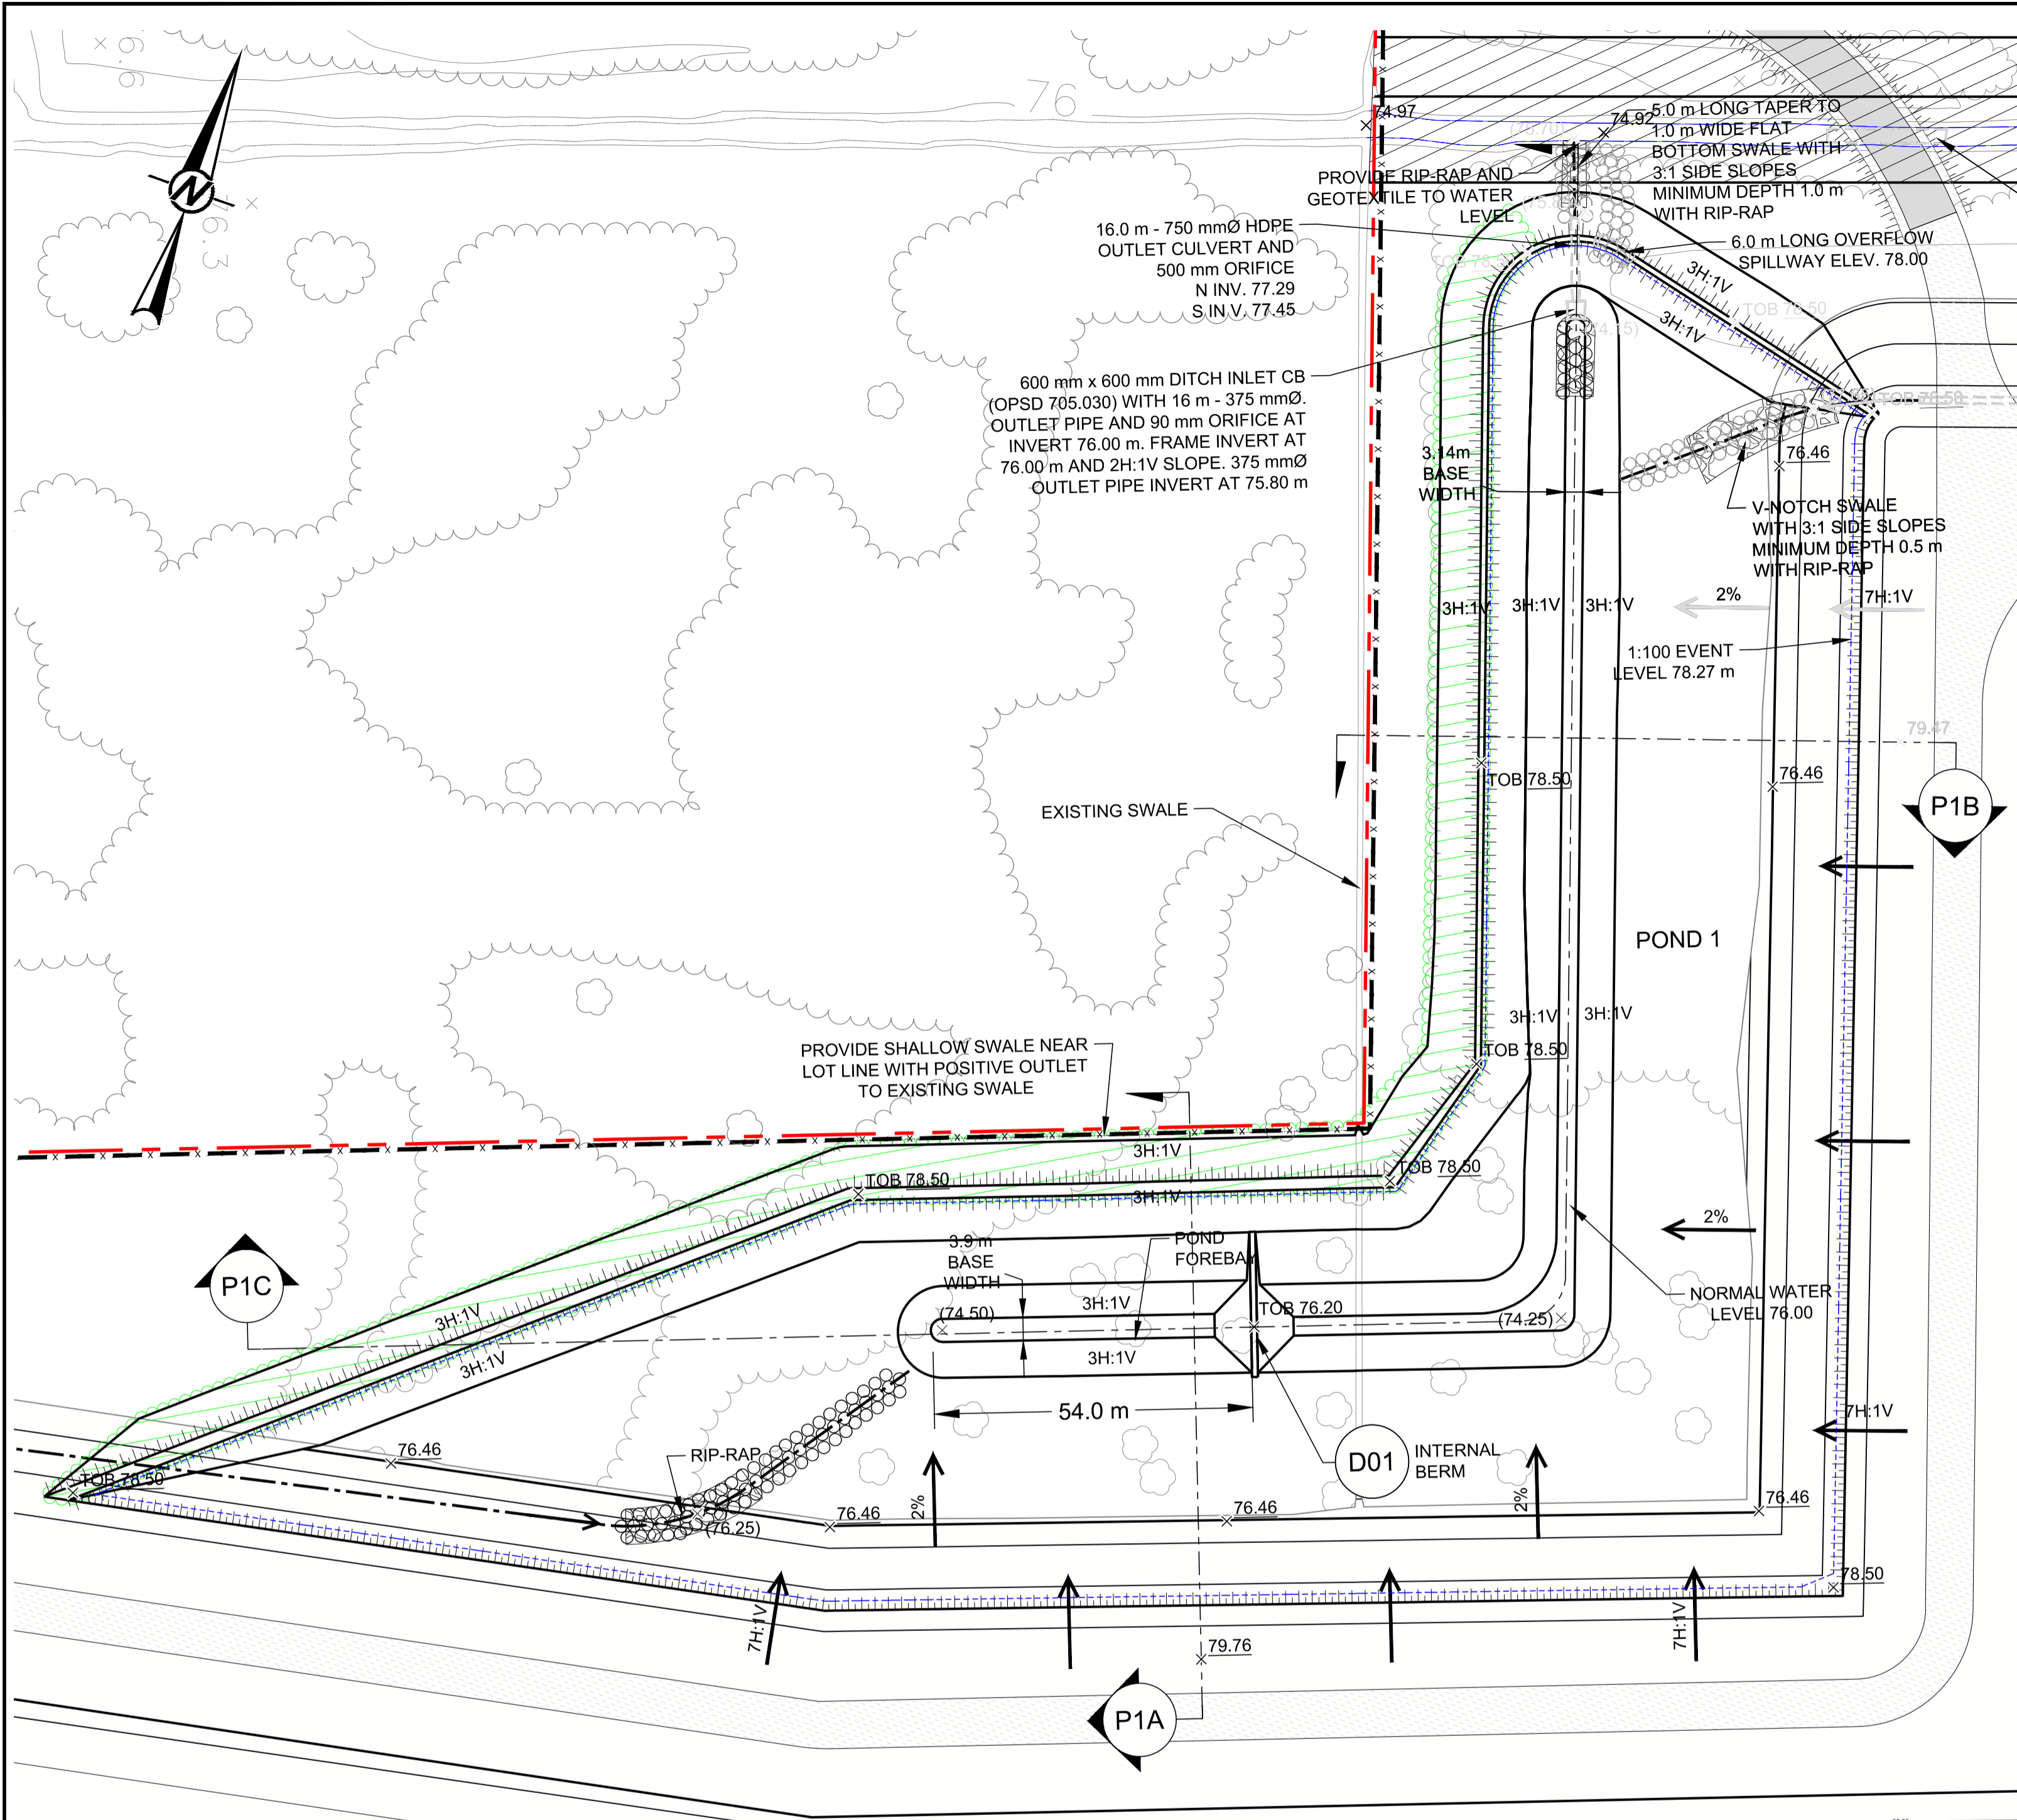 76
76.3
N
74.97
74.92
(75.70)
5.0 m LONG TAPER TO
1.0 m WIDE FLAT
BOTTOM SWALE WITH
3:1 SIDE SLOPES
MINIMUM DEPTH 1.0 m
WITH RIP-RAP
PROVIDE RIP-RAP AND
GEOTEXTILE TO WATER
LEVEL
16.0 m - 750 mmØ HDPE
OUTLET CULVERT AND
500 mm ORIFICE
N INV. 77.29
S INV. 77.45
6.0 m LONG OVERFLOW
SPILLWAY ELEV. 78.00
3H:1V
3H:1V
TOB 78.50
600 mm x 600 mm DITCH INLET CB
(OPSD 705.030) WITH 16 m - 375 mmØ.
OUTLET PIPE AND 90 mm ORIFICE AT
INVERT 76.00 m. FRAME INVERT AT
76.00 m AND 2H:1V SLOPE. 375 mmØ
OUTLET PIPE INVERT AT 75.80 m
TOB 78.50
3.14m
BASE
WIDTH
76.46
V-NOTCH SWALE
WITH 3:1 SIDE SLOPES
MINIMUM DEPTH 0.5 m
WITH RIP-RAP
3H:1V
3H:1V
3H:1V
2%
7H:1V
1:100 EVENT
LEVEL 78.27 m
79.47
TOB 78.50
76.46
P1B
EXISTING SWALE
POND 1
3H:1V
3H:1V
TOB 78.50
PROVIDE SHALLOW SWALE NEAR
LOT LINE WITH POSITIVE OUTLET
TO EXISTING SWALE
3H:1V
TOB 78.50
TOB 78.50
3H:1V
2%
P1C
3.9 m
BASE
WIDTH
POND
FOREBAY
(74.50)
3H:1V
TOB 76.20
(74.25)
NORMAL WATER
LEVEL 76.00
3H:1V
3H:1V
3H:1V
54.0 m
7H:1V
76.46
RIP-RAP
D01
INTERNAL
BERM
TOB 78.50
(76.25)
76.46
2%
76.46
2%
76.46
78.50
7H:1V
7H:1V
79.76
P1A